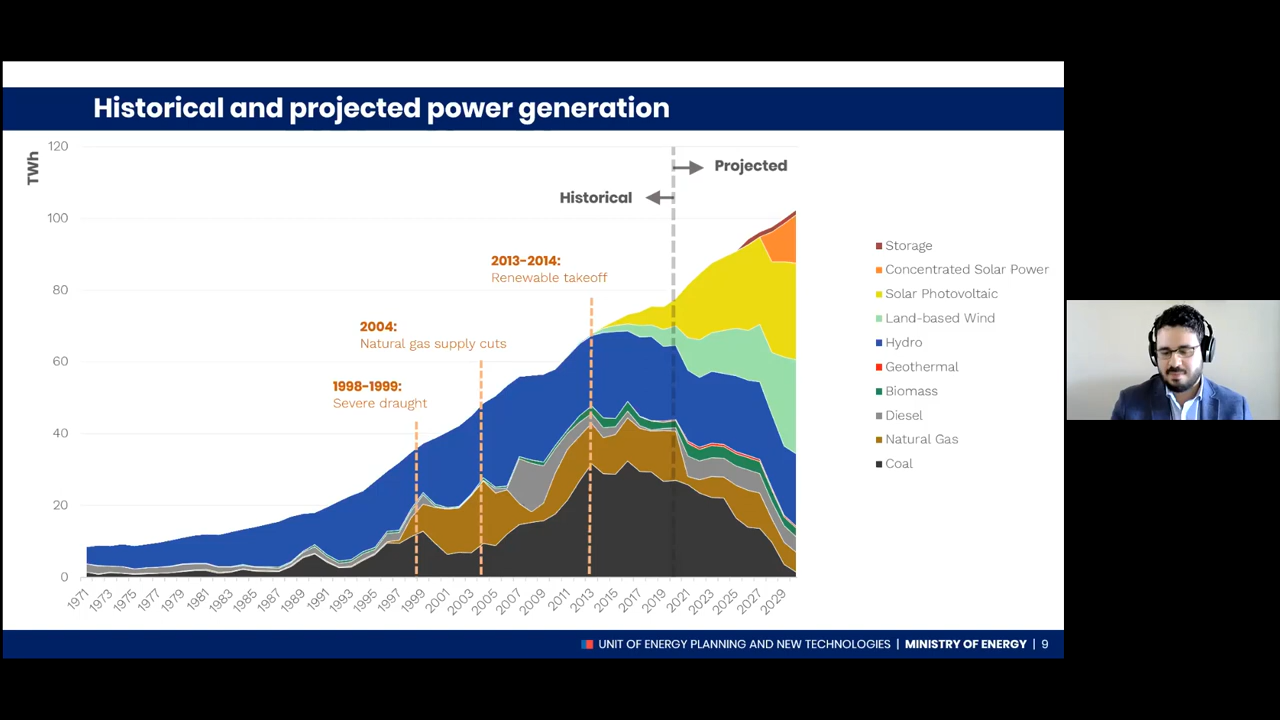 Historical and projected power generation
TWh
120
100
80
60
40
20
0
Projected
Historical
2013-2014:
Renewable takeoff
2004:
Natural gas supply cuts
1998-1999:
Severe draught
Storage
Concentrated Solar Power
Solar Photovoltaic
Land-based Wind
Hydro
Geothermal
Biomass
Diesel
Natural Gas
Coal
1971
1973
1975
1977
1979
1981
1983
1985
1987
1989
1991
1993
1995
1997
1999
2001
2003
2005
2007
2009
2011
2013
2015
2017
2019
2021
2023
2025
2027
2029
UNIT OF ENERGY PLANNING AND NEW TECHNOLOGIES | MINISTRY OF ENERGY | 9